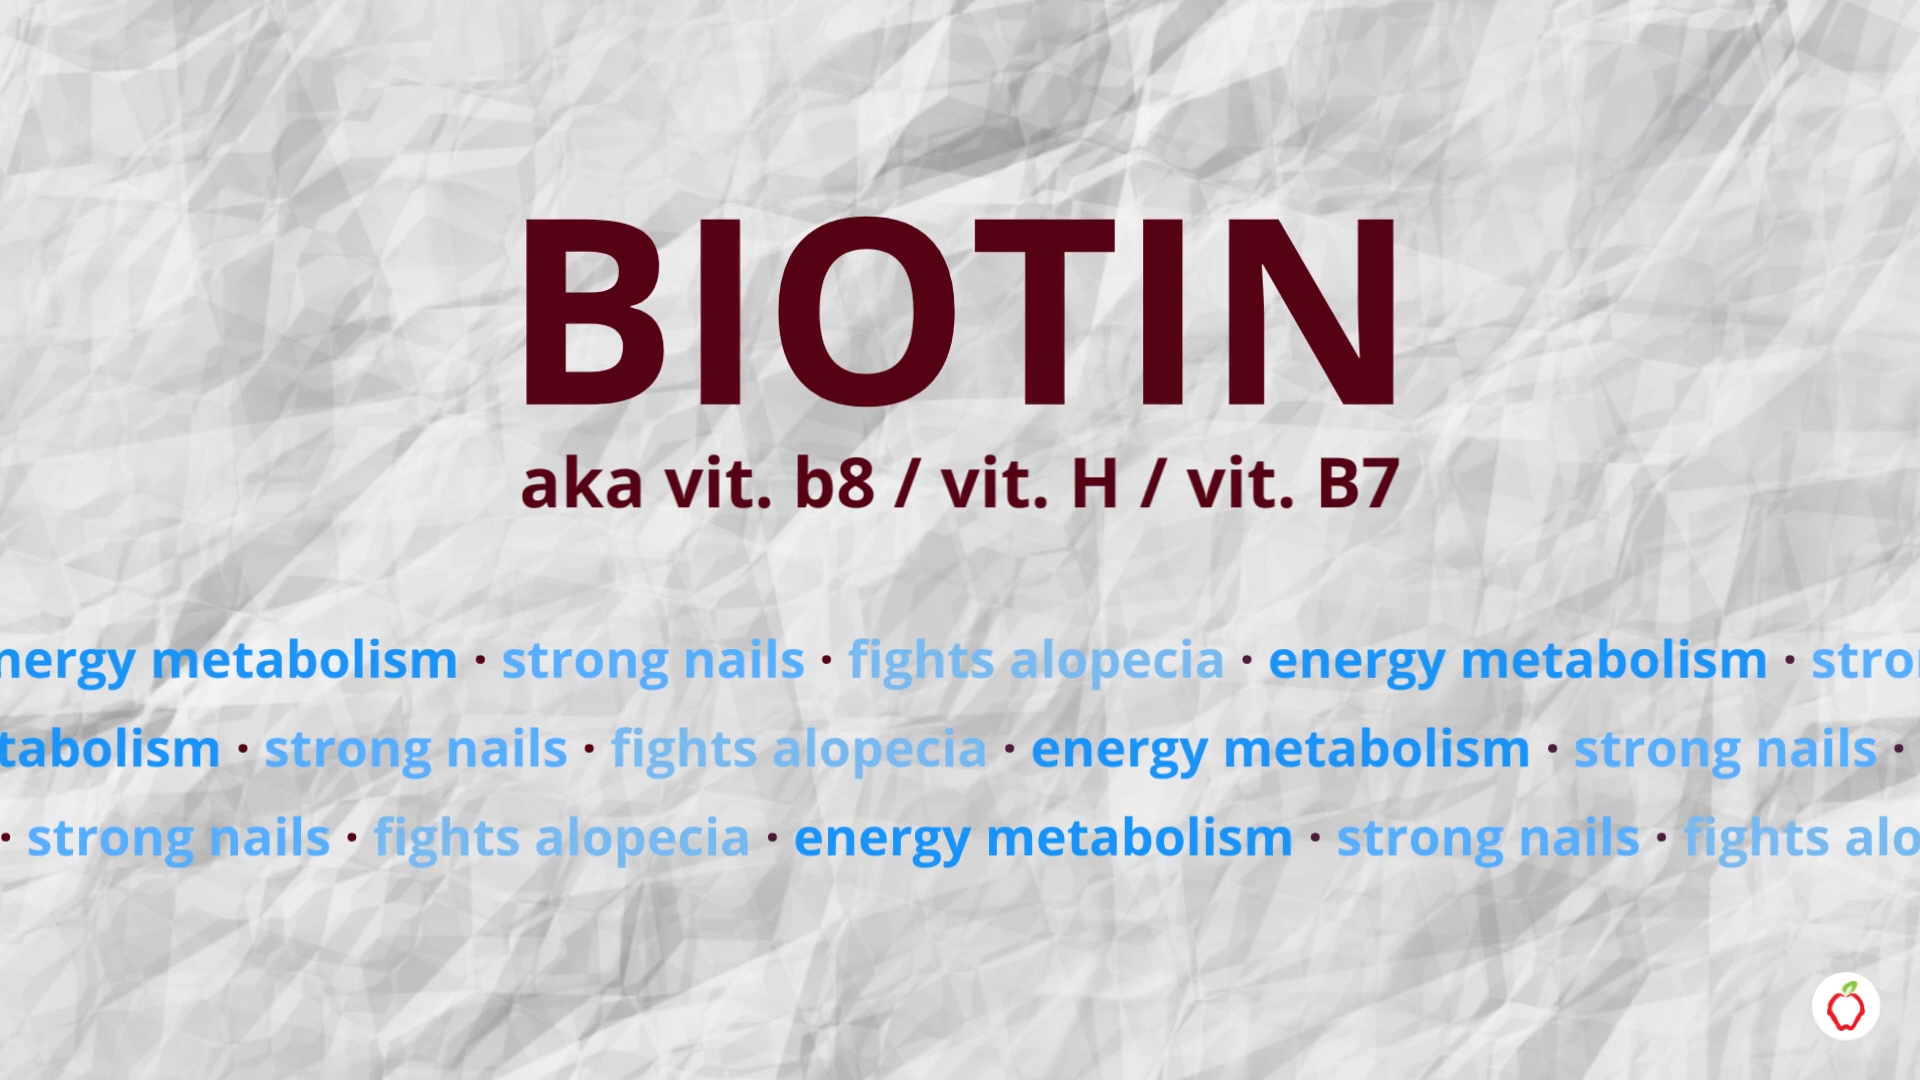 BIOTIN
aka vit. b8 / vit. H / vit. B7
nergy metabolism · strong nails · fights alopecia · energy metabolism · stro
tabolism · strong nails · fights alopecia · energy metabolism · strong nails ·
· strong nails · fights alopecia · energy metabolism · strong nails · fights alo